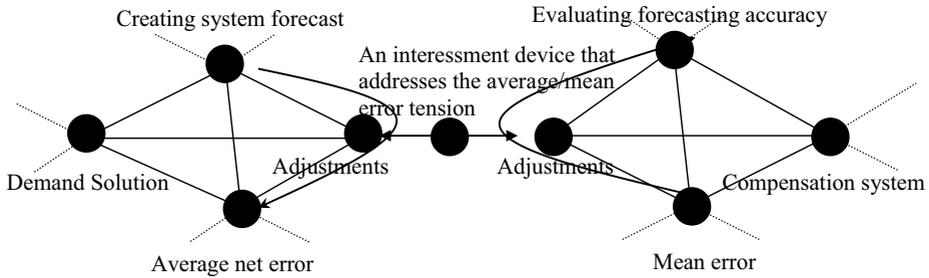 Creating system forecast
Evaluating forecasting accuracy
An interessment device that
addresses the average/mean
error tension
Adjustments
Adjustments
Demand Solution
Compensation system
Average net error
Mean error